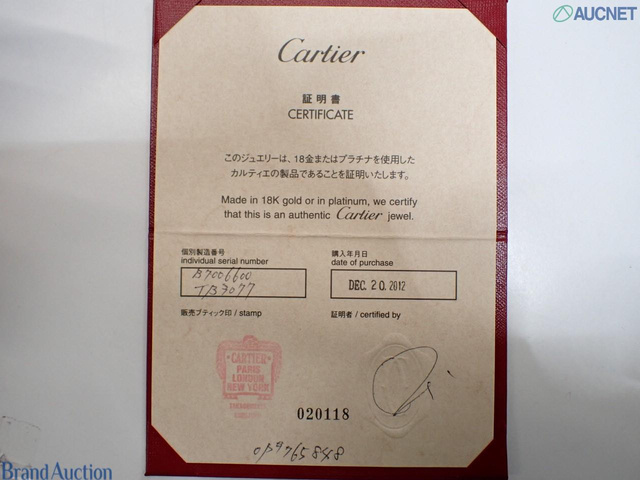 AUCNET
Cartier
証明書
CERTIFICATE
このジュエリーは、18金またはプラチナを使用した
カルティエの製品であることを証明いたします。
Made in 18K gold or in platinum, we certify
that this is an authentic Cartier jewel.
個別製造番号
individual serial number
B7006600
購入年月日
date of purchase
DEC. 20. 2012
販売ブティック印 / stamp
証明者 / certified by
CARTIER
PARIS
LONDON
NEW YORK
020118
Brand Auction